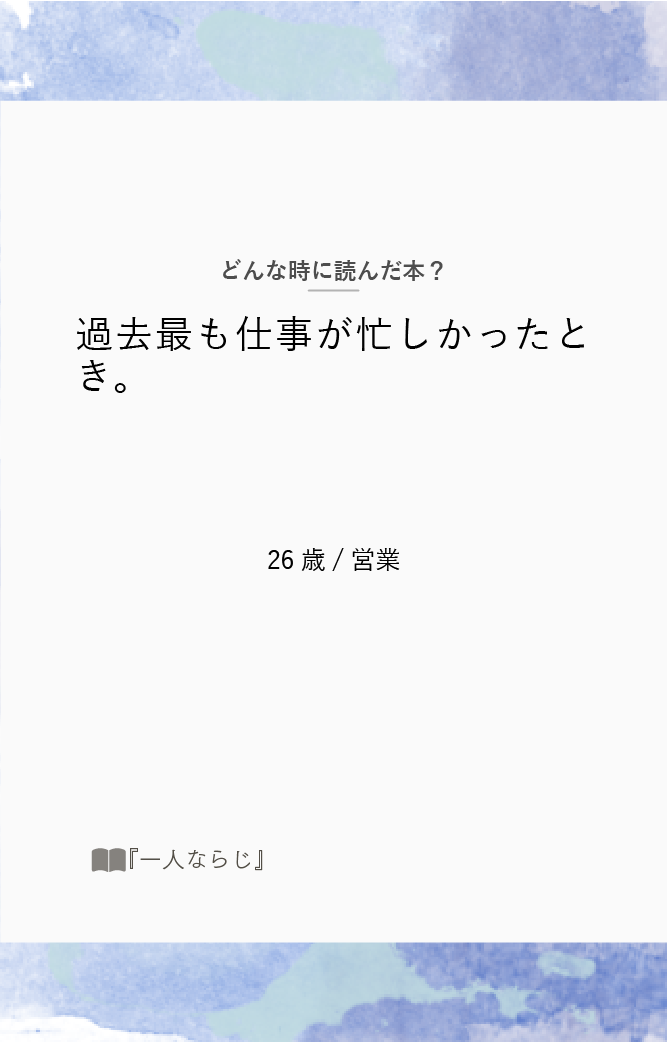 どんな時に読んだ本？
過去最も仕事が忙しかったと
き。
26 歳 / 営業
『一人ならじ』